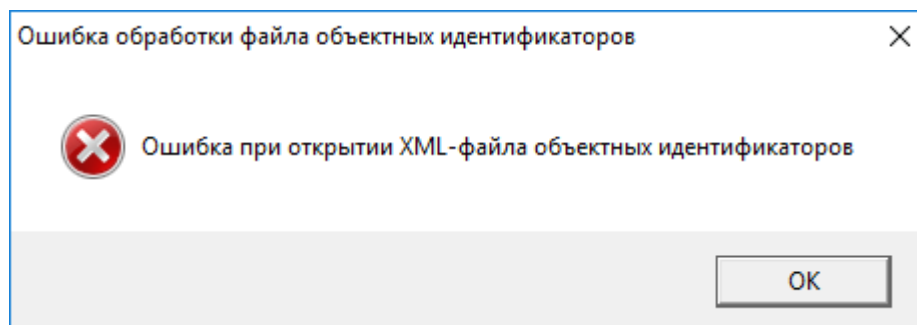 Ошибка обработки файла объектных идентификаторов
Ошибка при открытии XML-файла объектных идентификаторов
OK